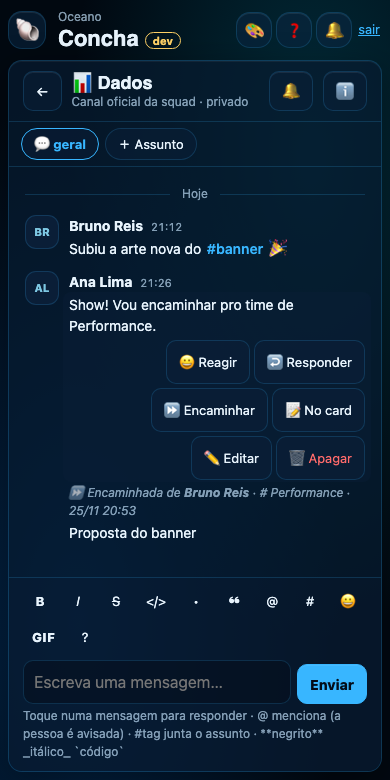 Oceano
Concha dev
sair
Dados
Canal oficial da squad · privado
geral
+ Assunto
Hoje
BR
Bruno Reis 21:12
Subiu a arte nova do #banner 🎉
AL
Ana Lima 21:26
Show! Vou encaminhar pro time de
Performance.
Reagir
Responder
Encaminhar
No card
Editar
Apagar
Encaminhada de Bruno Reis · # Performance ·
25/11 20:53
Proposta do banner
B I S </> • ❝ @ #
GIF ?
Escreva uma mensagem...
Enviar
Toque numa mensagem para responder · @ menciona (a
pessoa é avisada) · #tag junta o assunto · **negrito**
_itálico_ `código`